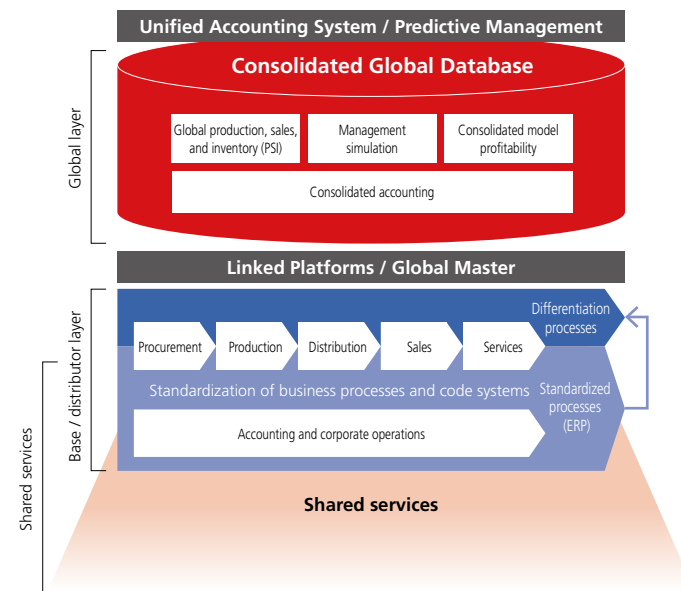 Unified Accounting System / Predictive Management
Consolidated Global Database
Global layer
Global production, sales,
and inventory (PSI)
Management
simulation
Consolidated model
profitability
Consolidated accounting
Linked Platforms / Global Master
Base / distributor layer
Differentiation
processes
Procurement
Production
Distribution
Sales
Services
Standardization of business processes and code systems
Standardized
processes
(ERP)
Accounting and corporate operations
Shared services
Shared services